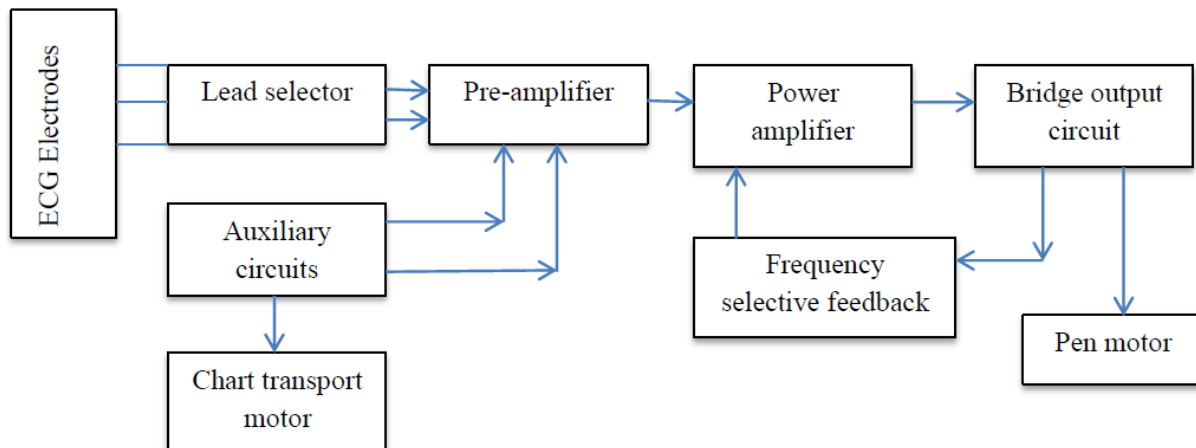 ECG Electrodes
Lead selector
Pre-amplifier
Power
amplifier
Bridge output
circuit
Auxiliary
circuits
Frequency
selective feedback
Pen motor
Chart transport
motor